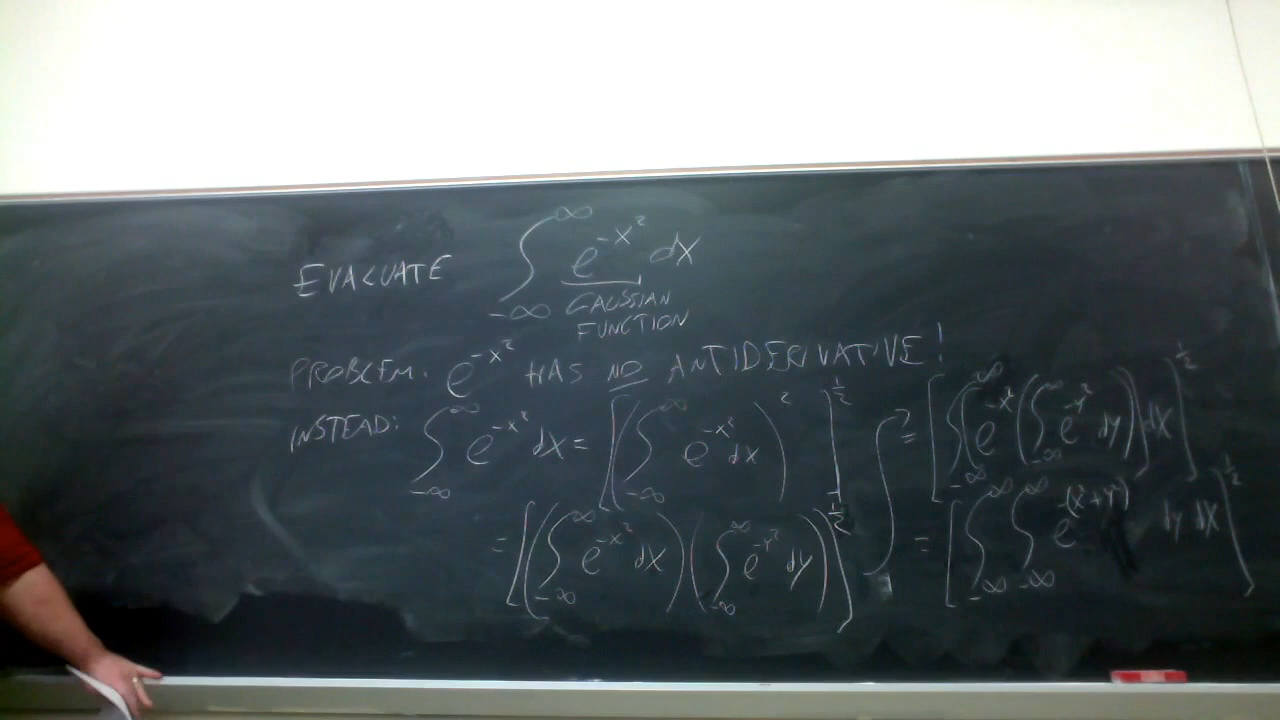 EVALUATE ∫_{-∞}^{∞} e^{-x²} dx
GAUSSIAN
FUNCTION
PROBLEM: e^{-x²} HAS NO ANTIDERIVATIVE!
INSTEAD: ∫_{-∞}^{∞} e^{-x²} dx = [(∫_{-∞}^{∞} e^{-x²} dx)²]^{1/2}
= [(∫_{-∞}^{∞} e^{-x²} dx)(∫_{-∞}^{∞} e^{-y²} dy)]^{1/2}
= [∫_{-∞}^{∞} (e^{-x²} (∫_{-∞}^{∞} e^{-y²} dy)) dx]^{1/2}
= [∫_{-∞}^{∞} ∫_{-∞}^{∞} e^{-(x²+y²)} dy dx]^{1/2}